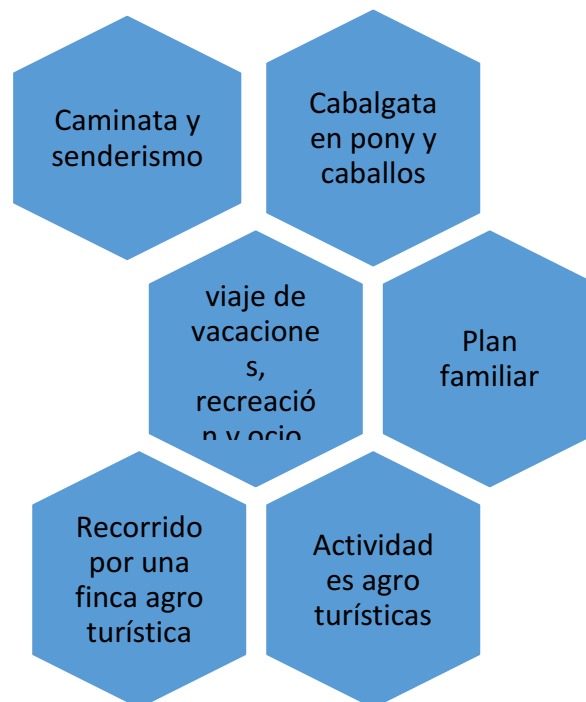 Caminata y
senderismo
Cabalgata
en pony y
caballos
viaje de
vacacione
s,
recreació
n y ocio.
Plan
familiar
Recorrido
por una
finca agro
turística
Actividad
es agro
turísticas